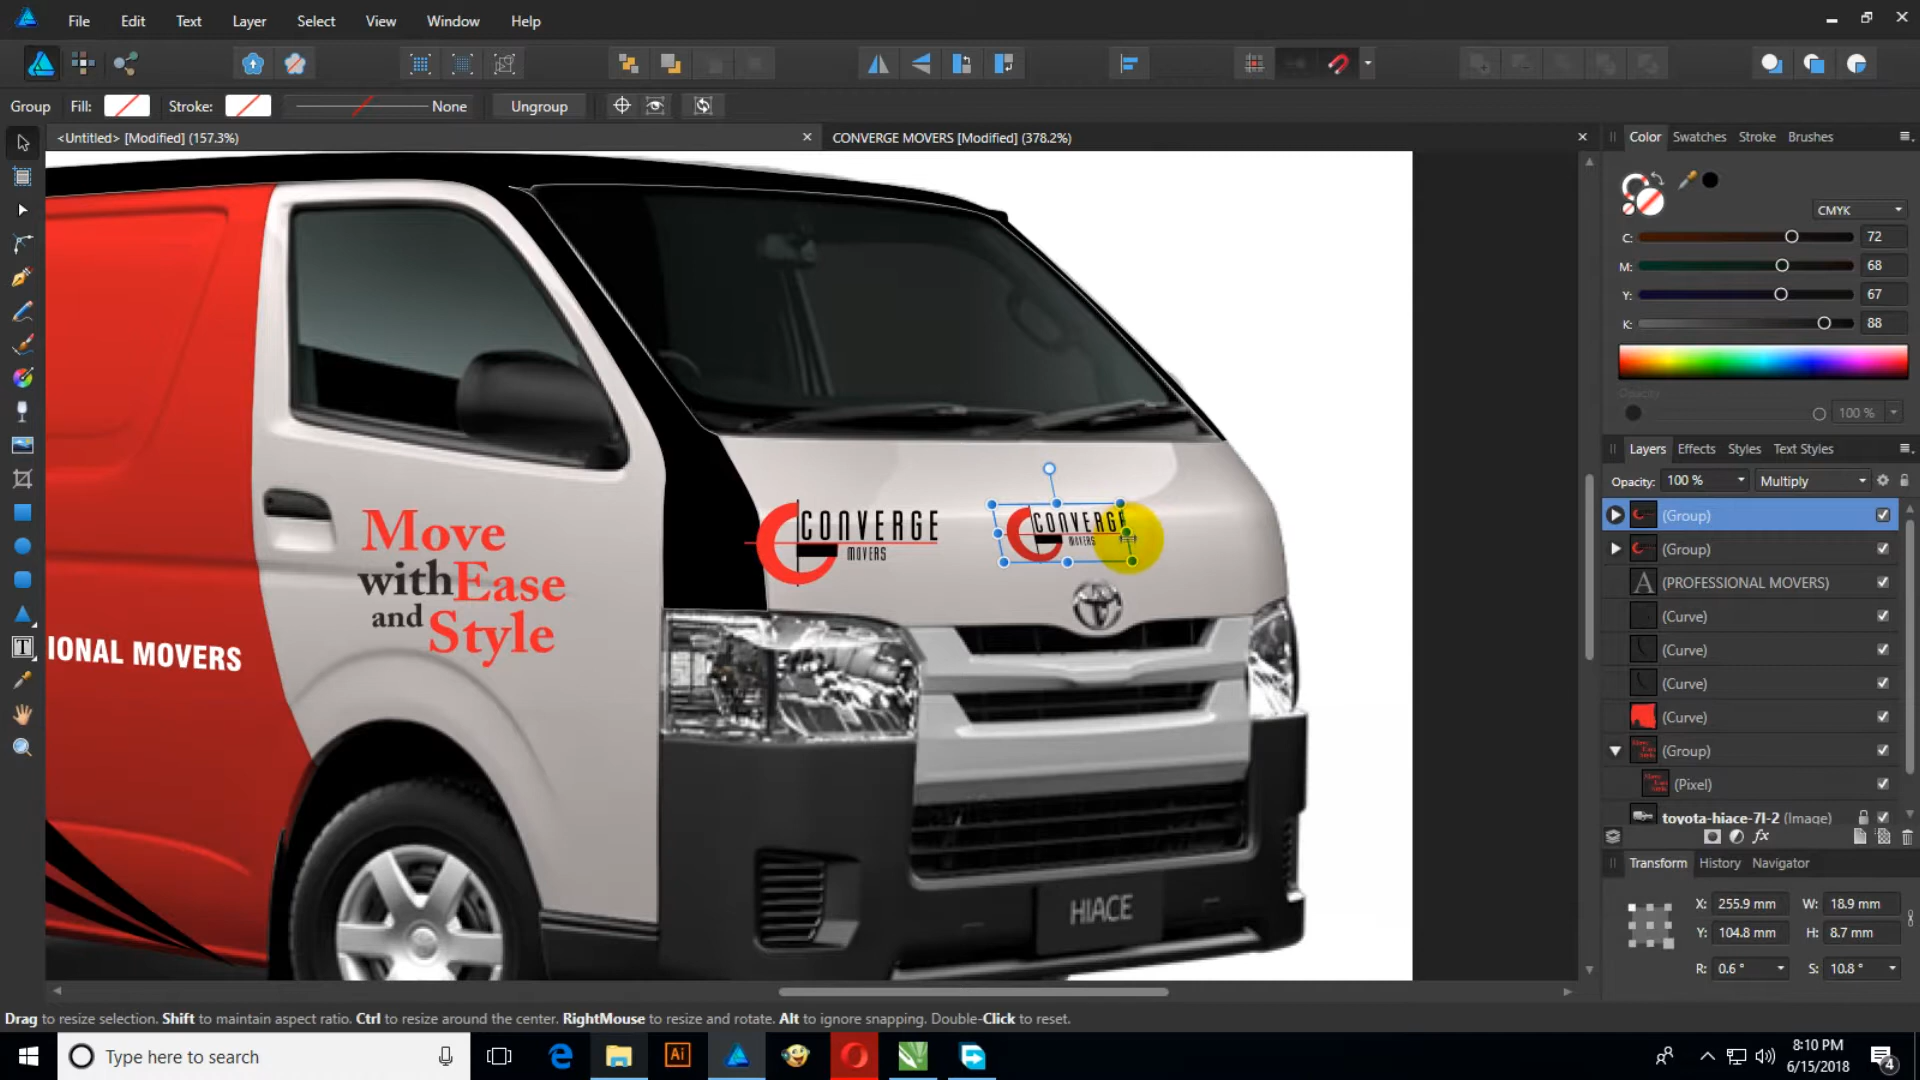 File Edit Text Layer Select View Window Help
Group Fill: Stroke: None Ungroup
<Untitled> [Modified] (157.3%)
CONVERGE MOVERS [Modified] (378.2%)
Move
with Ease
and Style
IONAL MOVERS
CONVERGE
MOVERS
CONVERGE
MOVERS
HIACE
Color Swatches Stroke Brushes
CMYK
C: 72
M: 68
Y: 67
K: 88
Opacity
100 %
Layers Effects Styles Text Styles
Opacity: 100 % Multiply
(Group)
(Group)
A (PROFESSIONAL MOVERS)
(Curve)
(Curve)
(Curve)
(Curve)
(Group)
(Pixel)
toyota-hiace-7l-2 (Image)
fx
Transform History Navigator
X: 255.9 mm W: 18.9 mm
Y: 104.8 mm H: 8.7 mm
R: 0.6 ° S: 10.8 °
Drag to resize selection. Shift to maintain aspect ratio. Ctrl to resize around the center. RightMouse to resize and rotate. Alt to ignore snapping. Double-Click to reset.
Type here to search
Ai
8:10 PM
6/15/2018
4